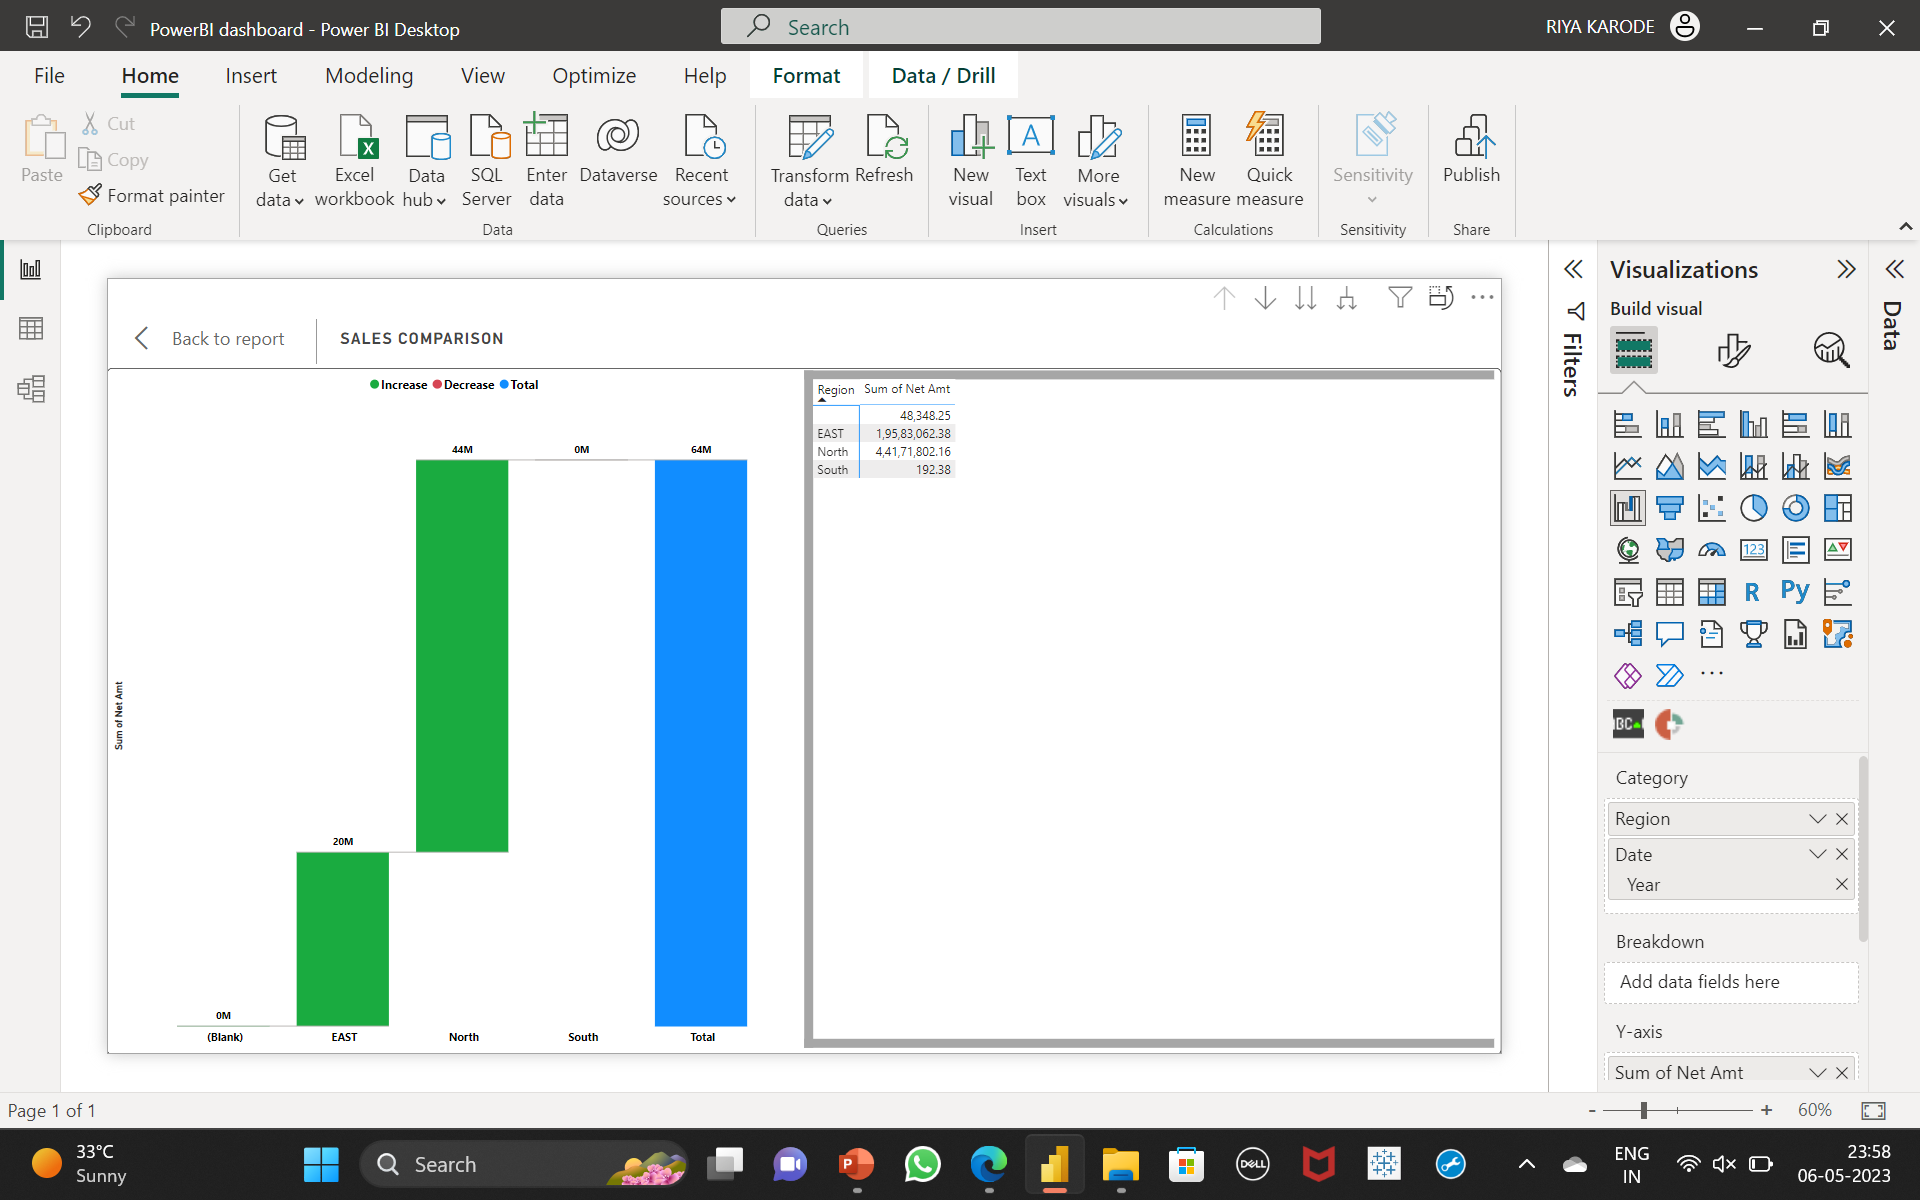 PowerBI dashboard - Power BI Desktop
Search
RIYA KARODE
File Home Insert Modeling View Optimize Help Format Data / Drill
Paste
Cut
Copy
Format painter
Clipboard
Get data
Excel workbook
Data hub
SQL Server
Enter data
Dataverse
Recent sources
Data
Transform data
Refresh
Queries
New visual
Text box
More visuals
Insert
New measure
Quick measure
Calculations
Sensitivity
Sensitivity
Publish
Share
Back to report
SALES COMPARISON
Increase Decrease Total
44M 0M 64M
20M
0M
Sum of Net Amt
(Blank) EAST North South Total
Region Sum of Net Amt
48,348.25
EAST 1,95,83,062.38
North 4,41,71,802.16
South 192.38
Filters
Visualizations
Build visual
123
R
Py
BC
Category
Region
Date
Year
Breakdown
Add data fields here
Y-axis
Sum of Net Amt
Data
Page 1 of 1
- + 60%
33°C
Sunny
Search
P
DELL
ENG
IN
23:58
06-05-2023